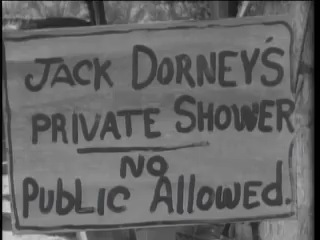 JACK DORNEY'S
PRIVATE SHOWER
NO
PUBLIC ALLOWED.